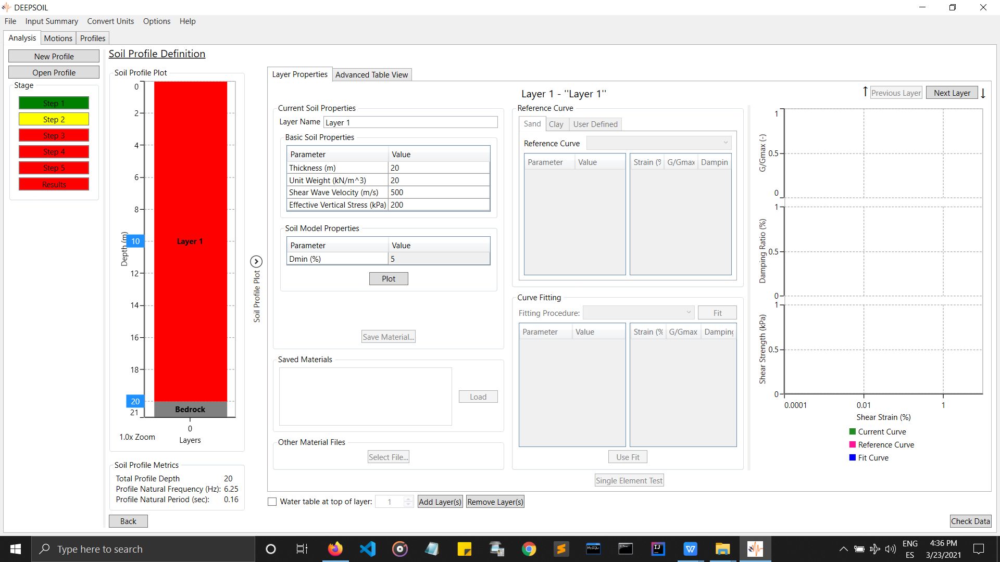 DEEPSOIL
File Input Summary Convert Units Options Help
Analysis Motions Profiles
New Profile
Open Profile
Stage
Step 1
Step 2
Step 3
Step 4
Step 5
Results
Soil Profile Definition
Soil Profile Plot
0
2
4
6
8
10
12
14
16
18
20
21
Depth (m)
Layer 1
Bedrock
0
Layers
1.0x Zoom
Soil Profile Plot
Soil Profile Metrics
Total Profile Depth 20
Profile Natural Frequency (Hz): 6.25
Profile Natural Period (sec): 0.16
Back
Layer Properties Advanced Table View
Layer 1 - "Layer 1"
Previous Layer Next Layer
Current Soil Properties
Layer Name Layer 1
Basic Soil Properties
Parameter Value
Thickness (m) 20
Unit Weight (kN/m^3) 20
Shear Wave Velocity (m/s) 500
Effective Vertical Stress (kPa) 200
Soil Model Properties
Parameter Value
Dmin (%) 5
Plot
Save Material...
Saved Materials
Load
Other Material Files
Select File...
Reference Curve
Sand Clay User Defined
Reference Curve
Parameter Value Strain (% G/Gmax Dampin
Curve Fitting
Fitting Procedure: Fit
Parameter Value Strain (% G/Gmax Damping
Use Fit
Single Element Test
G/Gmax (-)
1
0.5
0
Damping Ratio (%)
1
0.5
0
Shear Strength (kPa)
1
0.5
0
0.0001 0.01 1
Shear Strain (%)
Current Curve
Reference Curve
Fit Curve
Water table at top of layer: 1 Add Layer(s) Remove Layer(s)
Check Data
Type here to search
MySQL
IJ
W
ENG
ES
4:36 PM
3/23/2021